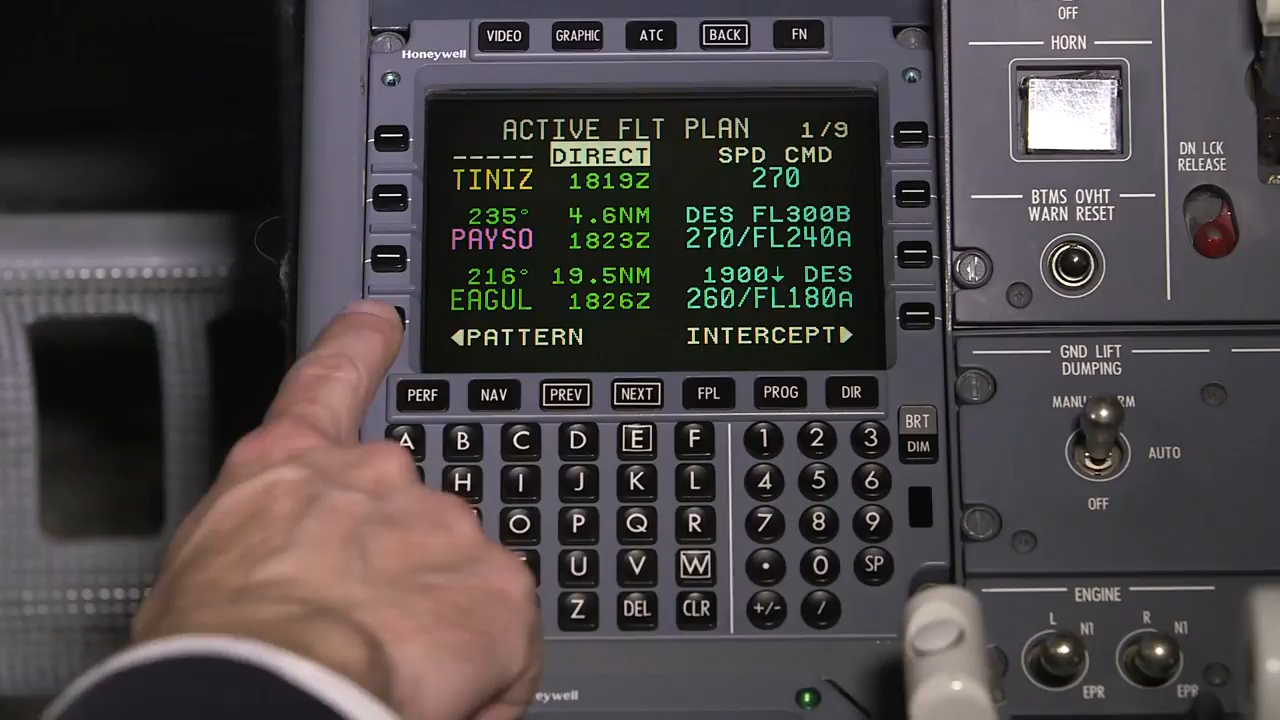 OFF
VIDEO GRAPHIC ATC BACK FN
Honeywell
HORN
ACTIVE FLT PLAN 1/9
----- DIRECT SPD CMD
TINIZ 1819Z 270
235° 4.6NM DES FL300B
PAYSO 1823Z 270/FL240A
216° 19.5NM 1900↓ DES
EAGUL 1826Z 260/FL180A
◀PATTERN INTERCEPT▶
DN LCK
RELEASE
BTMS OVHT
WARN RESET
PERF NAV PREV NEXT FPL PROG DIR
BRT
DIM
A B C D E F 1 2 3
H I J K L 4 5 6
O P Q R 7 8 9
U V W • 0 SP
Z DEL CLR +/- /
GND LIFT
DUMPING
AUTO
OFF
ENGINE
L N1 R N1
EPR EPR